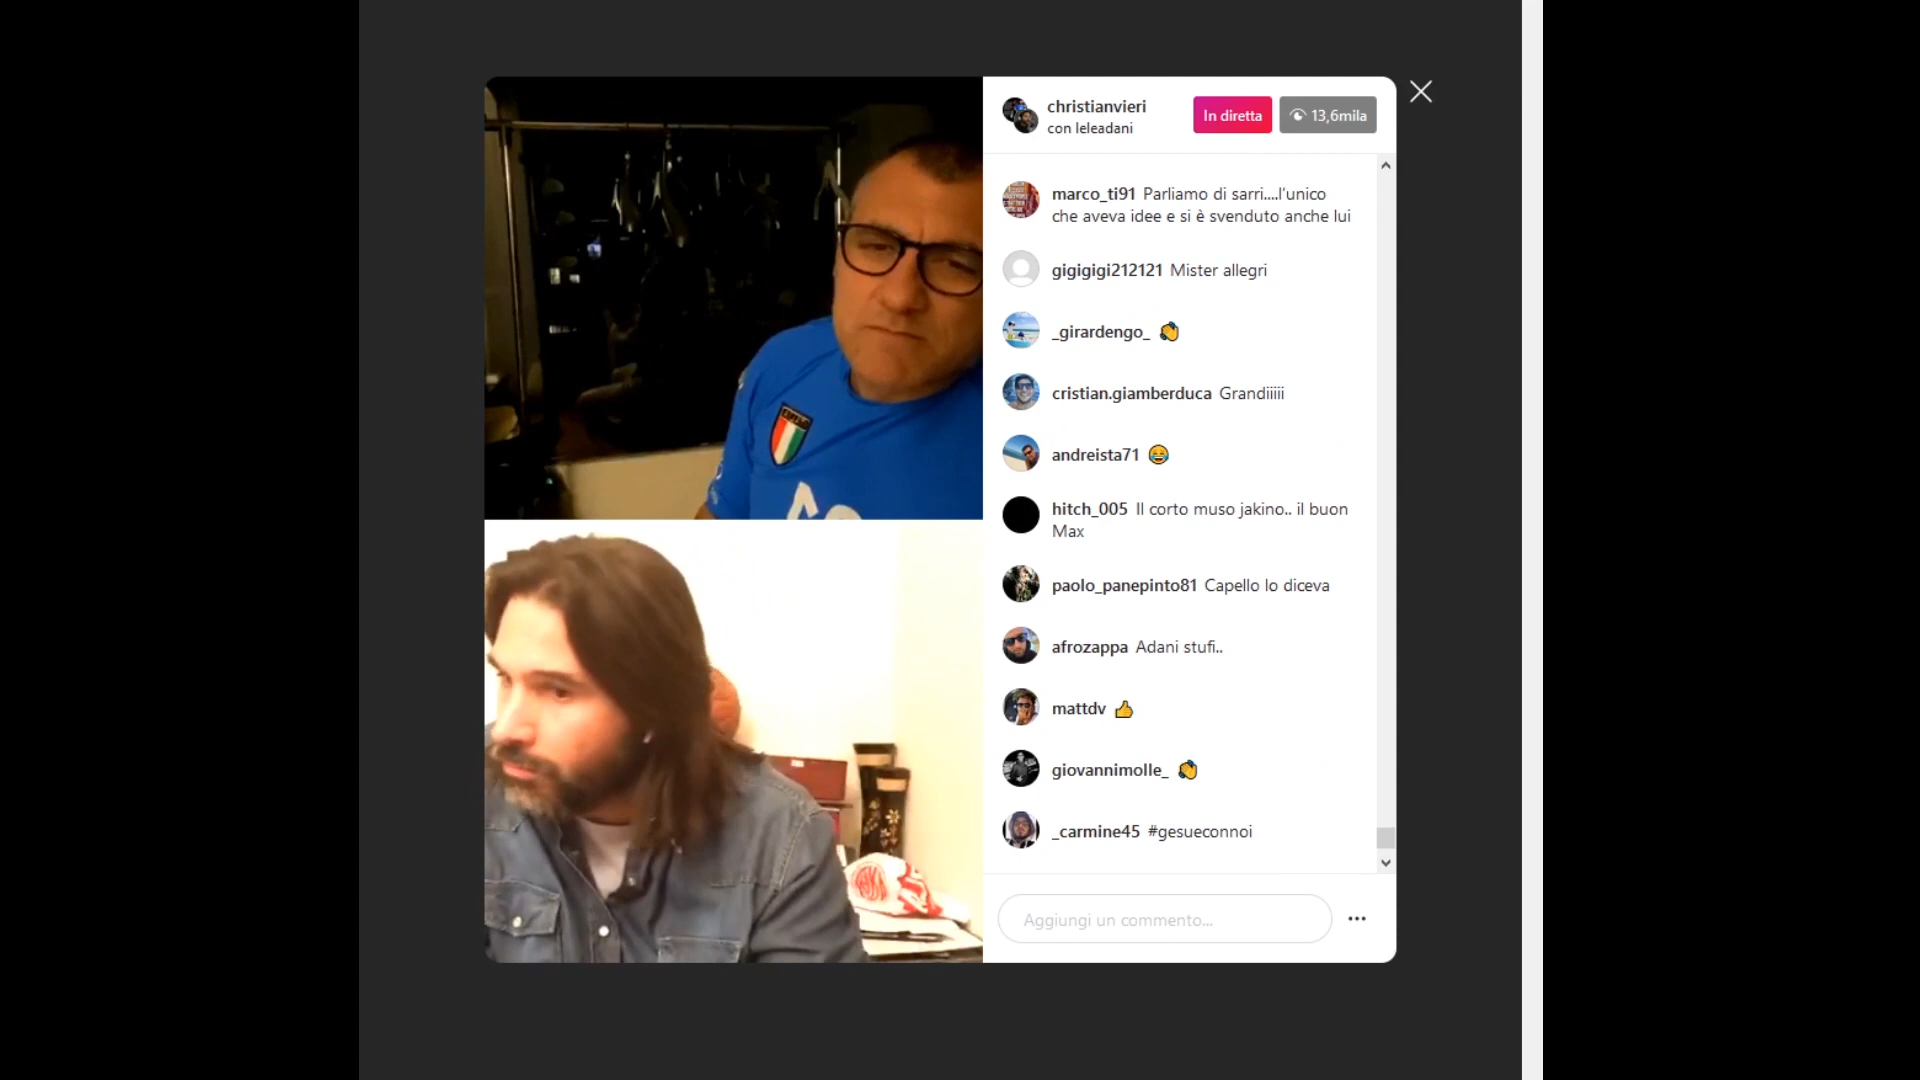 christianvieri
con leleadani
In diretta
13,6mila
marco_ti91 Parliamo di sarri....l'unico
che aveva idee e si è svenduto anche lui
gigigigi212121 Mister allegri
_girardengo_ 👏
cristian.giamberduca Grandiiiii
andreista71 😂
hitch_005 Il corto muso jakino.. il buon
Max
paolo_panepinto81 Capello lo diceva
afrozappa Adani stufi..
mattdv 👍
giovannimolle_ 👏
_carmine45 #gesueconnoi
Aggiungi un commento...